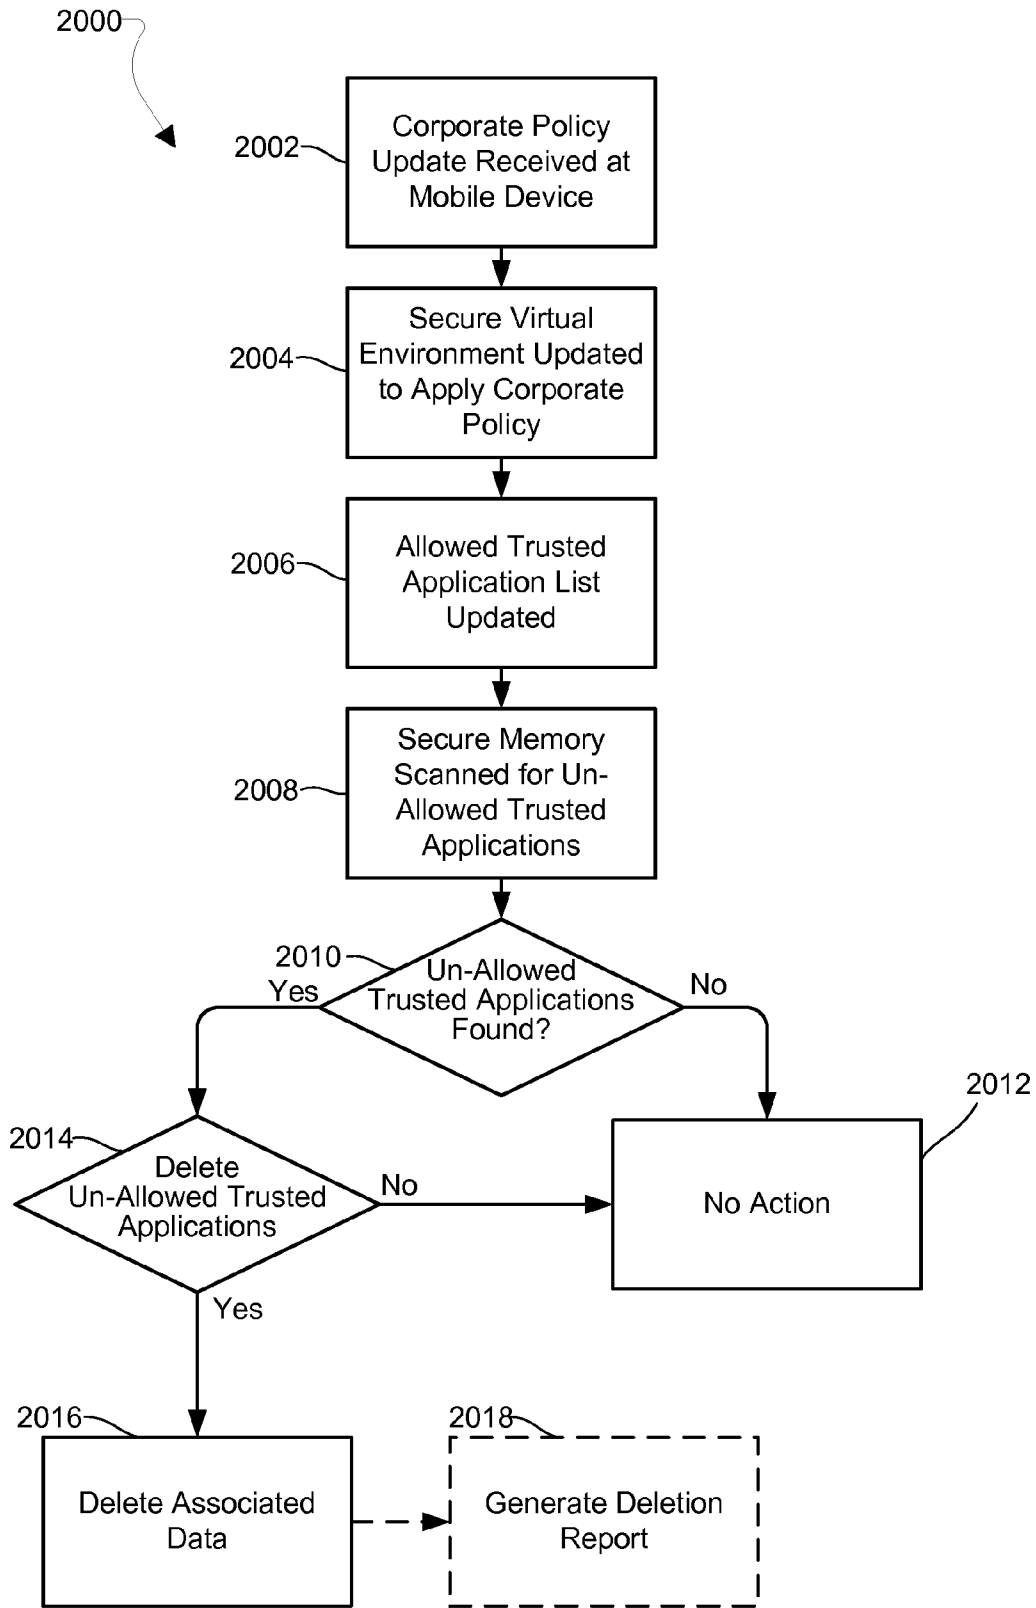 2000
2002
Corporate Policy
Update Received at
Mobile Device
2004
Secure Virtual
Environment Updated
to Apply Corporate
Policy
2006
Allowed Trusted
Application List
Updated
2008
Secure Memory
Scanned for Un-
Allowed Trusted
Applications
2010
Un-Allowed
Trusted Applications
Found?
Yes
No
2012
No Action
2014
Delete
Un-Allowed Trusted
Applications
No
Yes
2016
Delete Associated
Data
2018
Generate Deletion
Report